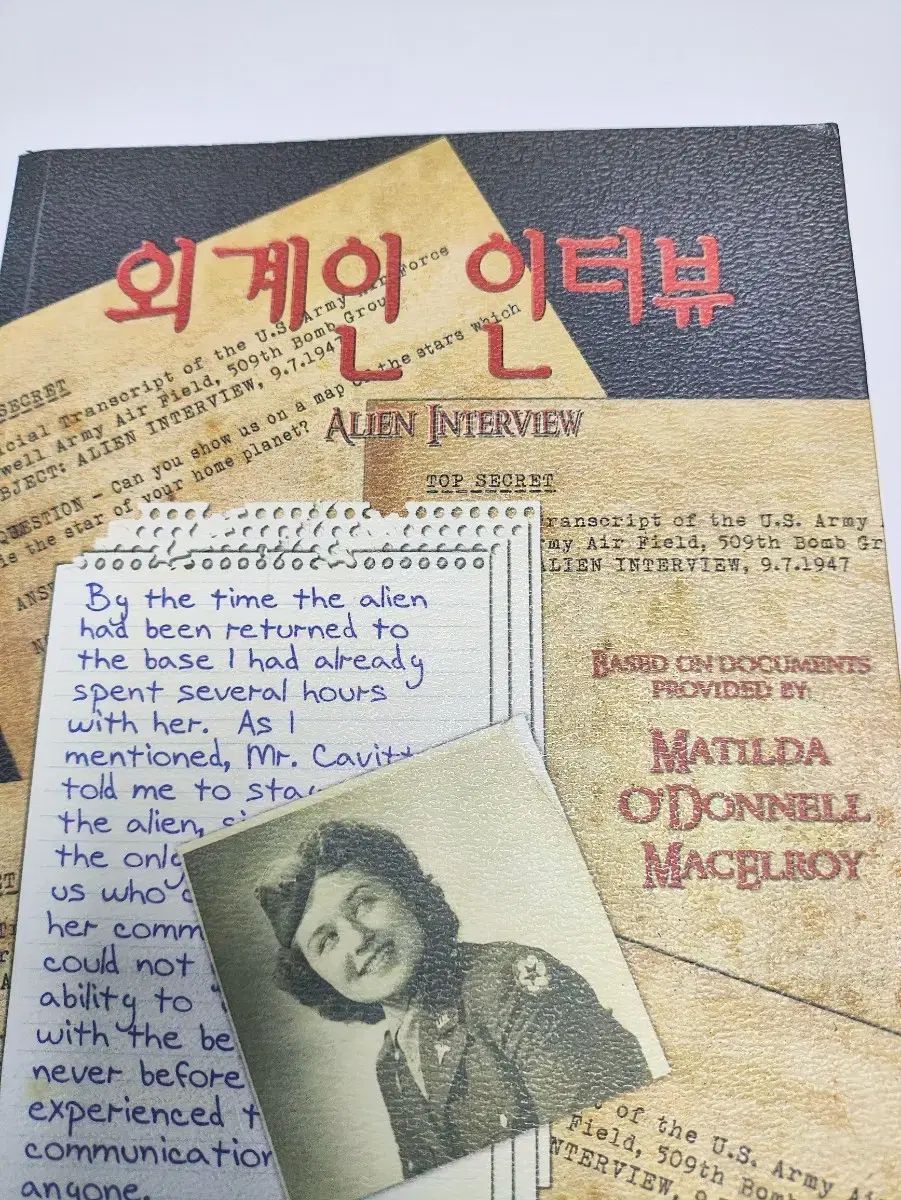 외계인 인터뷰
ALIEN INTERVIEW
SECRET
Transcript of the U.S. Army Air Force
Army Air Field, 509th Bomb Group
ALIEN INTERVIEW, 9.7.1947
QUESTION - Can you show us on a map of the stars which
is the star of your home planet?
TOP SECRET
Transcript of the U.S. Army
Air Field, 509th Bomb Gr
ALIEN INTERVIEW, 9.7.1947
BASED ON DOCUMENTS
PROVIDED BY
MATILDA
O'DONNELL
MACELROY
By the time the alien
had been returned to
the base I had already
spent several hours
with her. As I
mentioned, Mr. Cavitt
told me to
the alien,
the only
us who
her comm
could not
ability to
with the be
never before
experienced
communication
anyone.
of the U.S. Army
Field, 509th Bomb